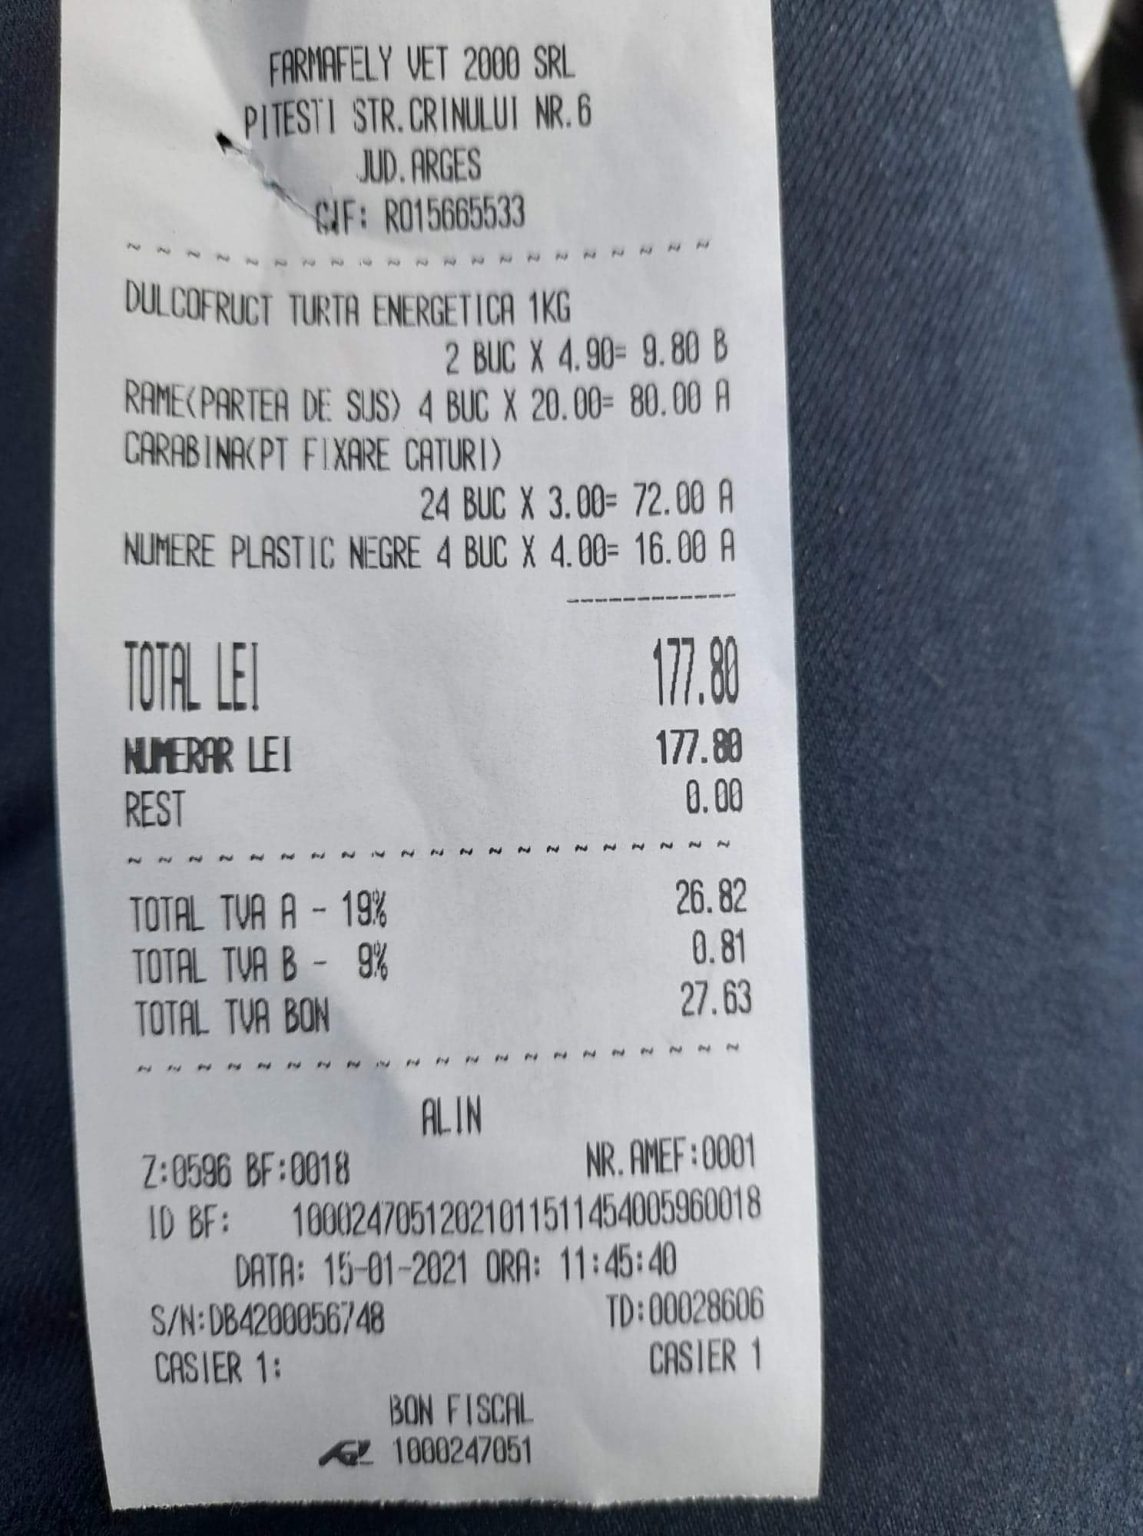 FARMAFELY VET 2000 SRL
PITESTI STR.CRINULUI NR.6
JUD.ARGES
CIF: RO15665533
~ ~ ~ ~ ~ ~ ~ ~ ~ ~ ~ ~ ~ ~ ~ ~ ~ ~ ~ ~ ~
DULCOFRUCT TURTA ENERGETICA 1KG
2 BUC X 4.90= 9.80 B
RAME(PARTEA DE SUS) 4 BUC X 20.00= 80.00 A
CARABINA(PT FIXARE CATURI)
24 BUC X 3.00= 72.00 A
NUMERE PLASTIC NEGRE 4 BUC X 4.00= 16.00 A
------------
TOTAL LEI 177.80
NUMERAR LEI 177.80
REST 0.00
~ ~ ~ ~ ~ ~ ~ ~ ~ ~ ~ ~ ~ ~ ~ ~ ~ ~ ~ ~ ~
TOTAL TVA A - 19% 26.82
TOTAL TVA B - 9% 0.81
TOTAL TVA BON 27.63
~ ~ ~ ~ ~ ~ ~ ~ ~ ~ ~ ~ ~ ~ ~ ~ ~ ~ ~ ~ ~
ALIN
Z:0596 BF:0018 NR.AMEF:0001
ID BF: 10002470512021011511454005960018
DATA: 15-01-2021 ORA: 11:45:40
S/N:DB4200056748 TD:00028606
CASIER 1: CASIER 1
BON FISCAL
1000247051